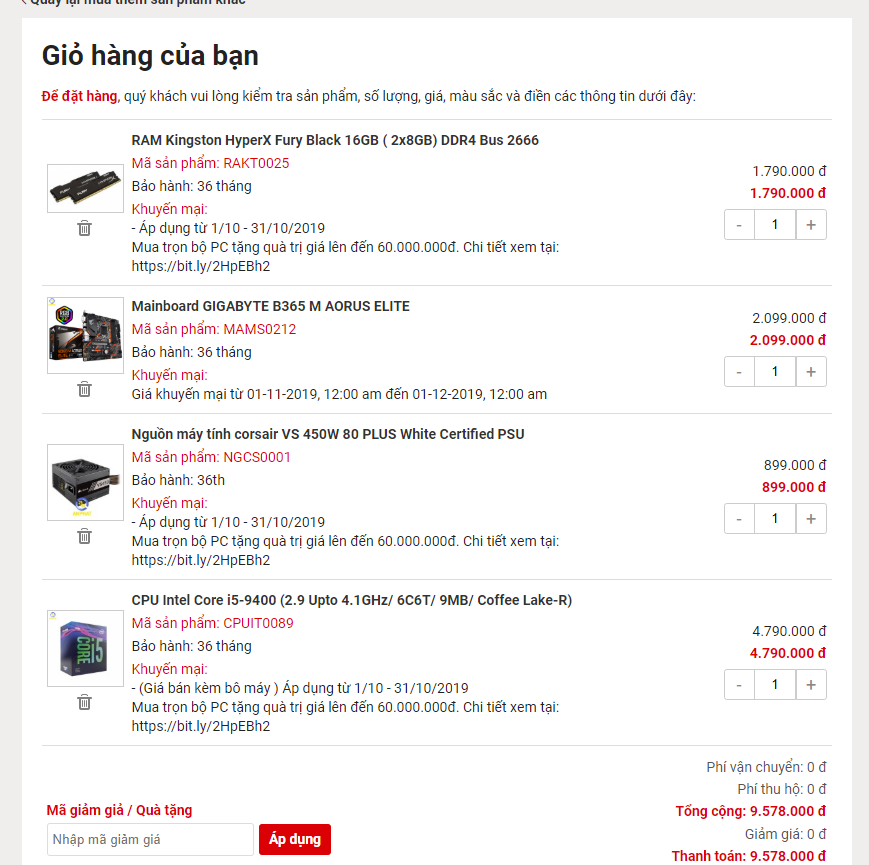 ‹ Quay lại mua thêm sản phẩm khác
Giỏ hàng của bạn
Để đặt hàng, quý khách vui lòng kiểm tra sản phẩm, số lượng, giá, màu sắc và điền các thông tin dưới đây:
RAM Kingston HyperX Fury Black 16GB ( 2x8GB) DDR4 Bus 2666
Mã sản phẩm: RAKT0025
Bảo hành: 36 tháng
Khuyến mại:
- Áp dụng từ 1/10 - 31/10/2019
Mua trọn bộ PC tặng quà trị giá lên đến 60.000.000đ. Chi tiết xem tại:
https://bit.ly/2HpEBh2
1.790.000 đ
1.790.000 đ
- 1 +
Mainboard GIGABYTE B365 M AORUS ELITE
Mã sản phẩm: MAMS0212
Bảo hành: 36 tháng
Khuyến mại:
Giá khuyến mại từ 01-11-2019, 12:00 am đến 01-12-2019, 12:00 am
2.099.000 đ
2.099.000 đ
- 1 +
Nguồn máy tính corsair VS 450W 80 PLUS White Certified PSU
Mã sản phẩm: NGCS0001
Bảo hành: 36th
Khuyến mại:
- Áp dụng từ 1/10 - 31/10/2019
Mua trọn bộ PC tặng quà trị giá lên đến 60.000.000đ. Chi tiết xem tại:
https://bit.ly/2HpEBh2
899.000 đ
899.000 đ
- 1 +
CPU Intel Core i5-9400 (2.9 Upto 4.1GHz/ 6C6T/ 9MB/ Coffee Lake-R)
Mã sản phẩm: CPUIT0089
Bảo hành: 36 tháng
Khuyến mại:
- (Giá bán kèm bô máy ) Áp dụng từ 1/10 - 31/10/2019
Mua trọn bộ PC tặng quà trị giá lên đến 60.000.000đ. Chi tiết xem tại:
https://bit.ly/2HpEBh2
CORE i5
4.790.000 đ
4.790.000 đ
- 1 +
Phí vận chuyển: 0 đ
Phí thu hộ: 0 đ
Tổng cộng: 9.578.000 đ
Giảm giá: 0 đ
Thanh toán: 9.578.000 đ
Mã giảm giả / Quà tặng
Nhập mã giảm giá
Áp dụng